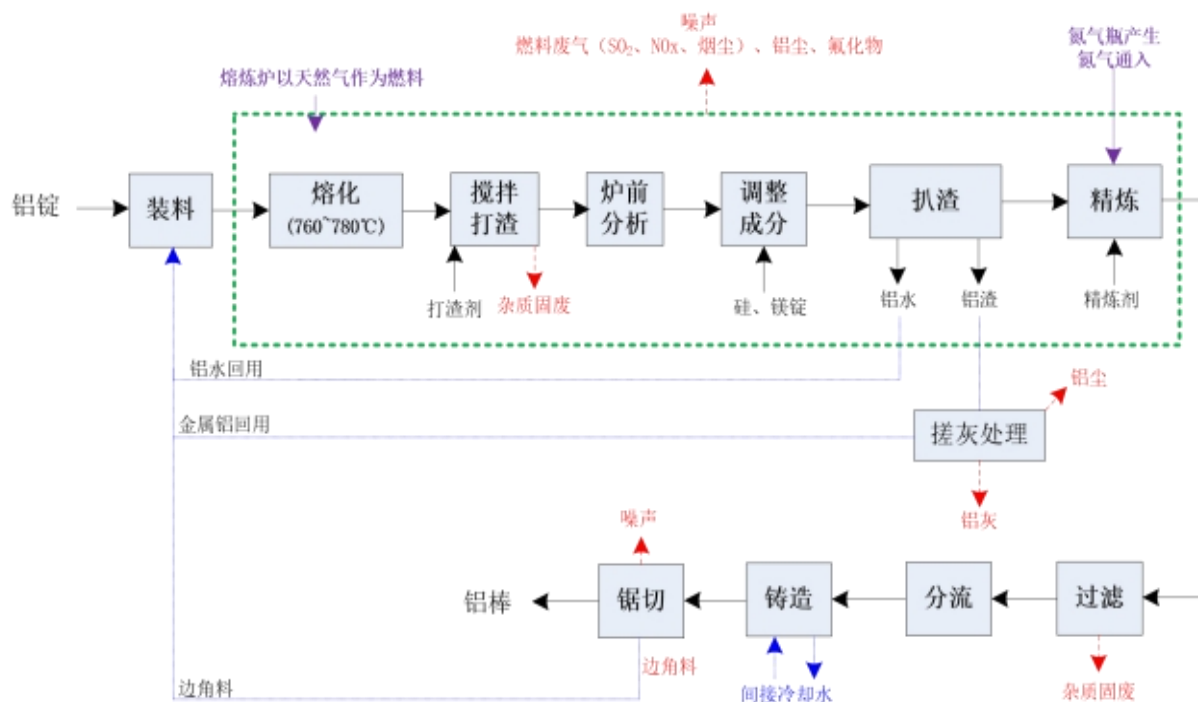 噪声
燃料废气（SO₂、NOx、烟尘）、铝尘、氟化物
氮气瓶产生
氮气通入
熔炼炉以天然气作为燃料
铝锭
装料
熔化
(760~780℃)
搅拌
打渣
炉前
分析
调整
成分
扒渣
精炼
打渣剂
杂质固废
硅、镁锭
铝水
铝渣
精炼剂
铝水回用
铝尘
金属铝回用
搓灰处理
铝灰
噪声
铝棒
锯切
铸造
分流
过滤
边角料
边角料
间接冷却水
杂质固废